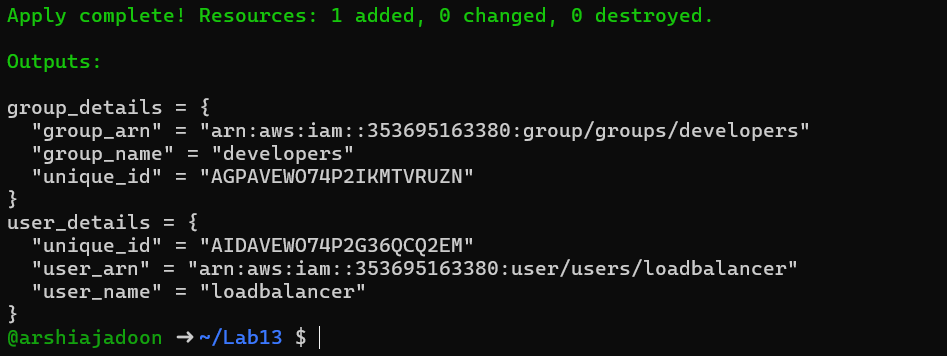 Apply complete! Resources: 1 added, 0 changed, 0 destroyed.
Outputs:
group_details = {
  "group_arn" = "arn:aws:iam::353695163380:group/groups/developers"
  "group_name" = "developers"
  "unique_id" = "AGPAVEWO74P2IKMTVRUZN"
}
user_details = {
  "unique_id" = "AIDAVEWO74P2G36QCQ2EM"
  "user_arn" = "arn:aws:iam::353695163380:user/users/loadbalancer"
  "user_name" = "loadbalancer"
}
@arshiajadoon ➜ ~/Lab13 $